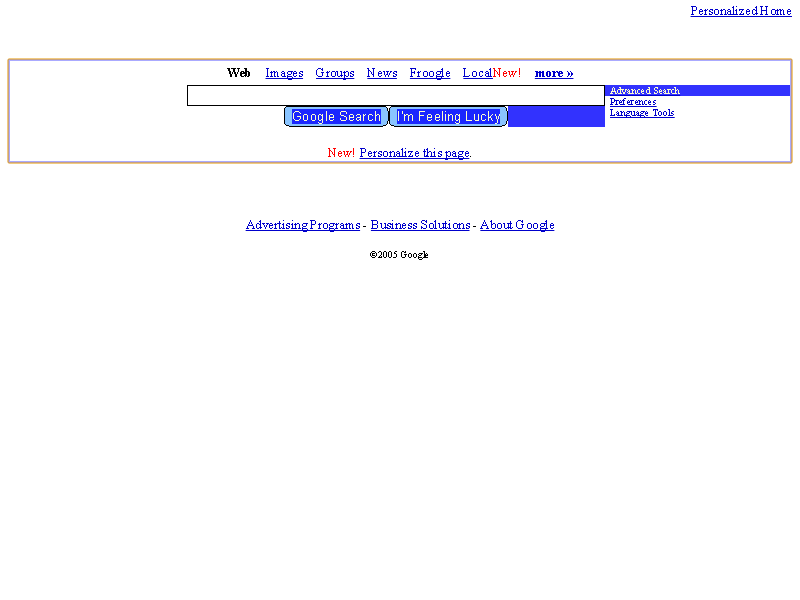 Personalized Home
Web Images Groups News Froogle LocalNew! more »
Advanced Search
Preferences
Language Tools
Google Search I'm Feeling Lucky
New! Personalize this page.
Advertising Programs - Business Solutions - About Google
©2005 Google